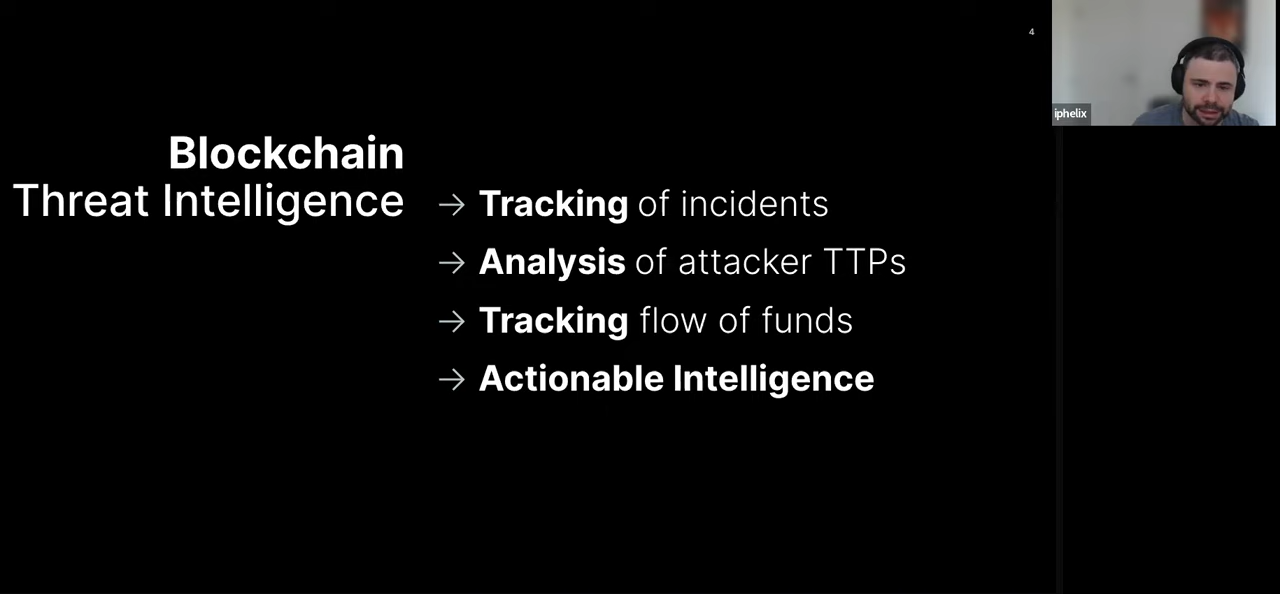 4
iphelix
Blockchain
Threat Intelligence
→ Tracking of incidents
→ Analysis of attacker TTPs
→ Tracking flow of funds
→ Actionable Intelligence